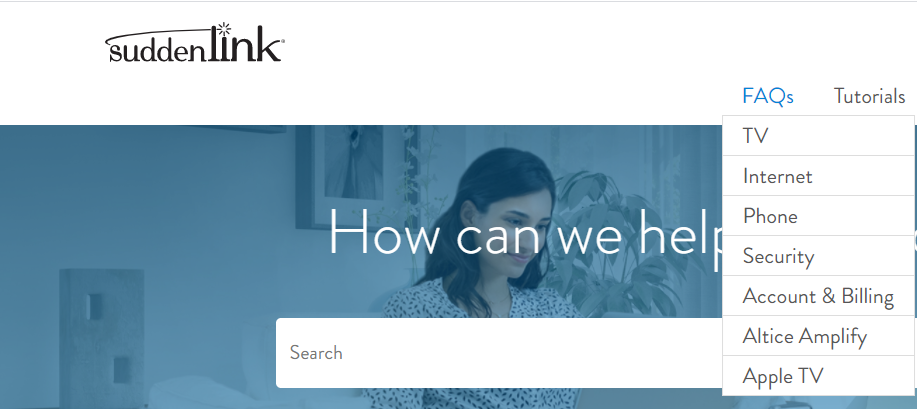 suddenlink
FAQs Tutorials
TV
Internet
Phone
Security
Account & Billing
Altice Amplify
Apple TV
How can we help
Search